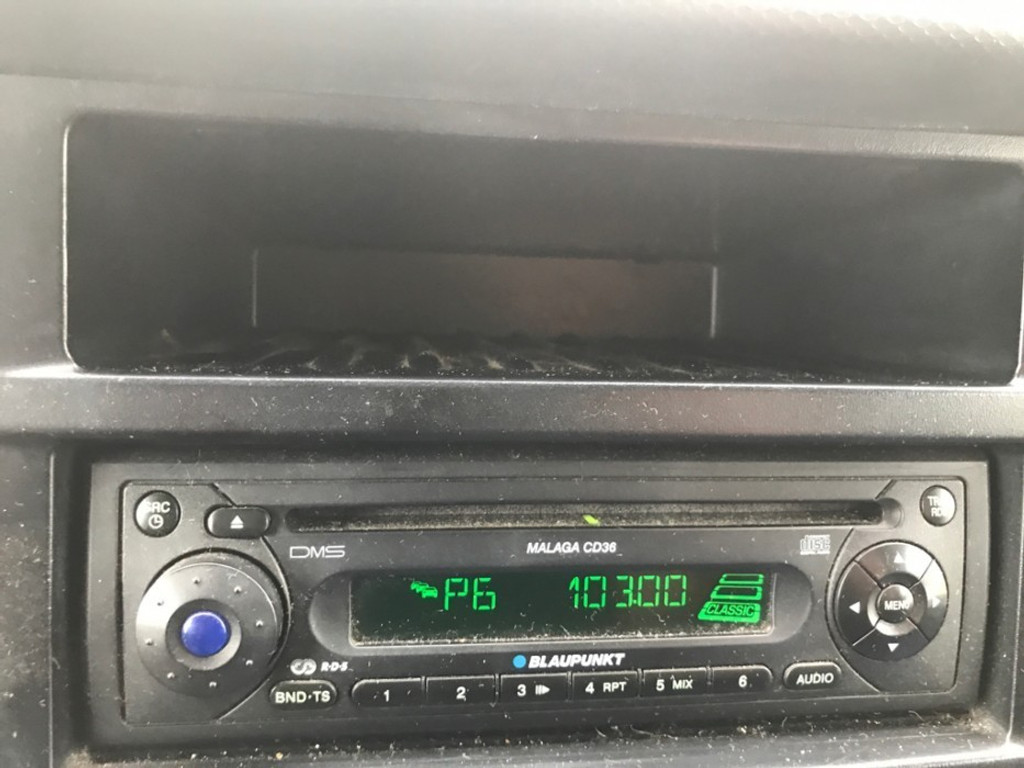 SRC
DMS
MALAGA CD36
disc
P6 103.00
CLASSIC
MENU
R·D·S
BLAUPUNKT
BND·TS
1
2
3
4 RPT
5 MIX
6
AUDIO